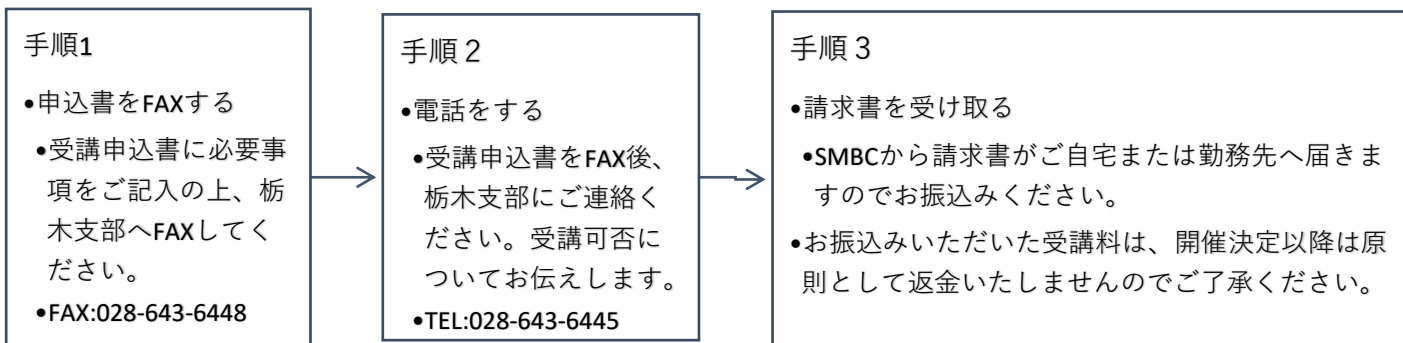 手順1
•申込書をFAXする
•受講申込書に必要事
項をご記入の上、栃
木支部へFAXしてく
ださい。
•FAX:028-643-6448
手順２
•電話をする
•受講申込書をFAX後、
栃木支部にご連絡く
ださい。受講可否に
ついてお伝えします。
•TEL:028-643-6445
手順３
•請求書を受け取る
•SMBCから請求書がご自宅または勤務先へ届きま
すのでお振込みください。
•お振込みいただいた受講料は、開催決定以降は原
則として返金いたしませんのでご了承ください。